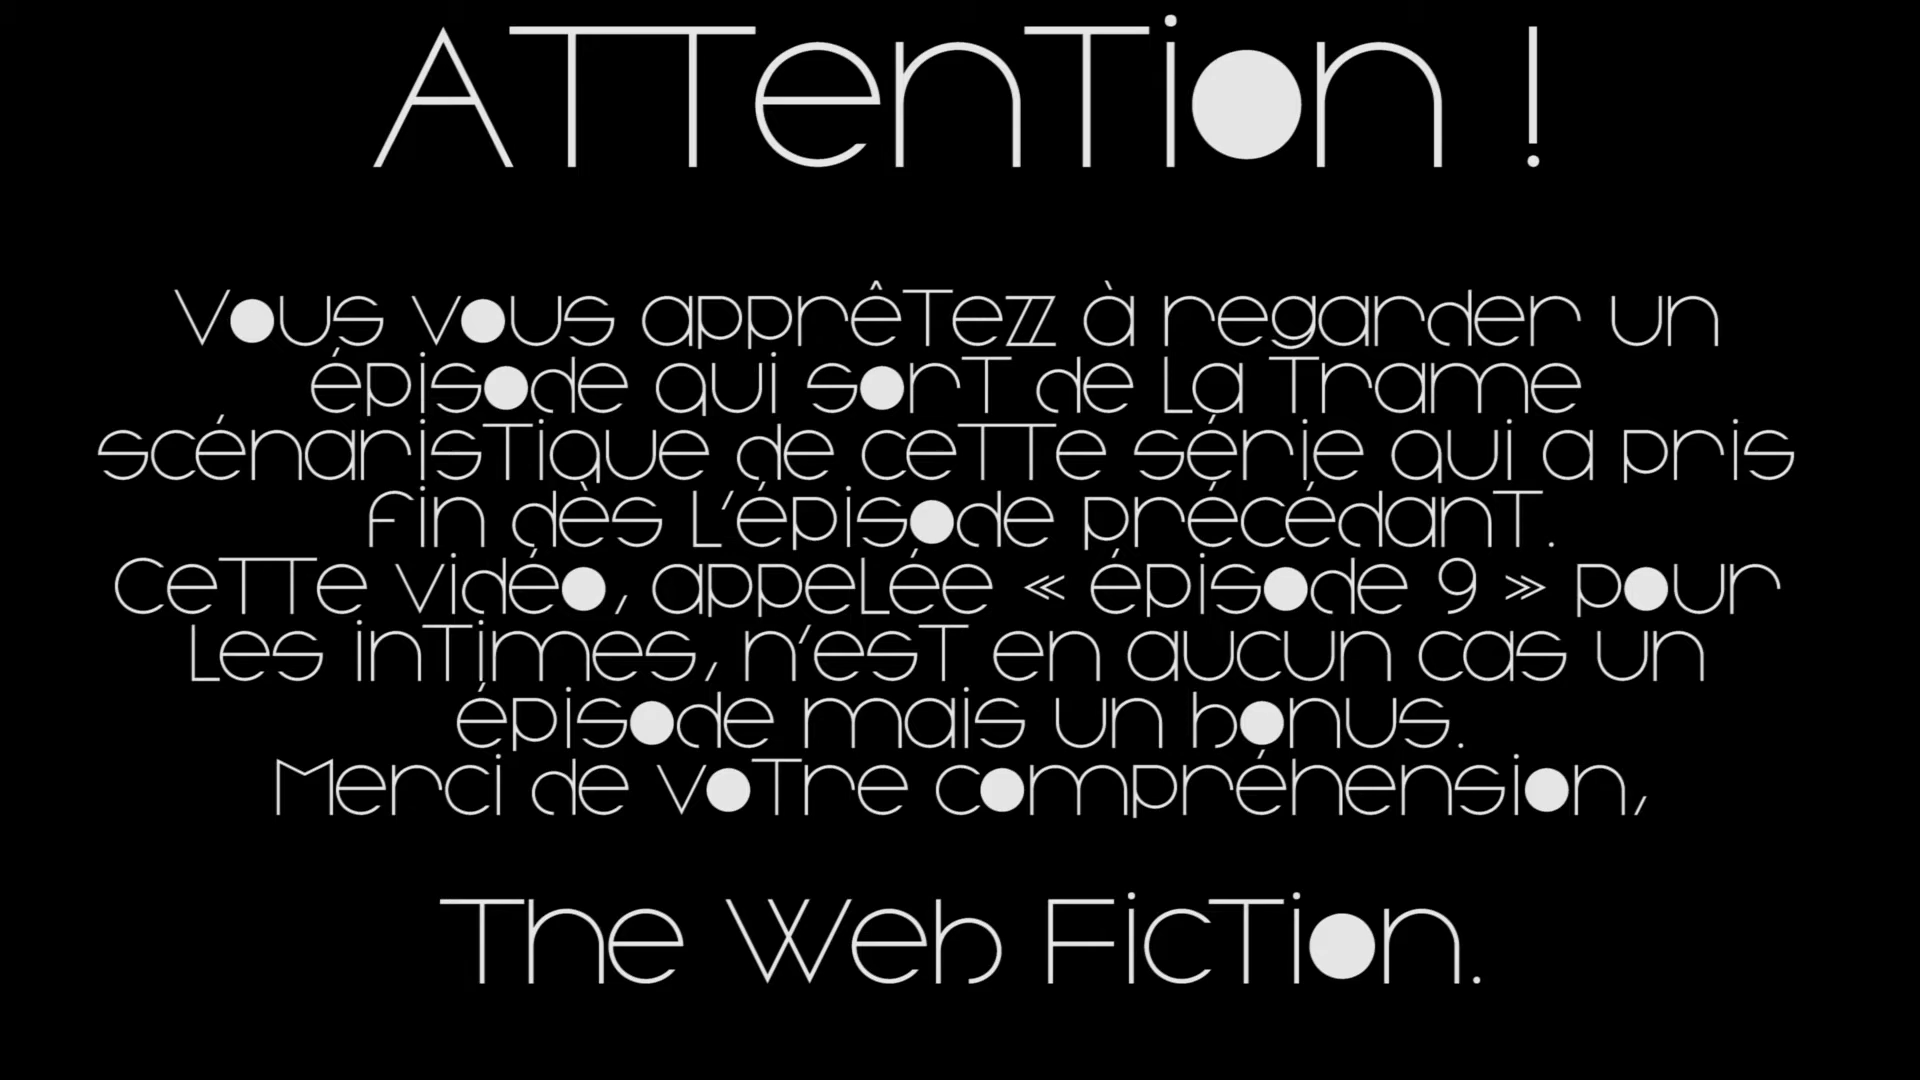 Attention !
Vous vous apprêtez à regarder un
épisode qui sort de la trame
scénaristique de cette série qui a pris
fin dès l'épisode précédant.
Cette vidéo, appelée « épisode 9 » pour
les intimes, n'est en aucun cas un
épisode mais un bonus.
Merci de votre compréhension,
The Web Fiction.